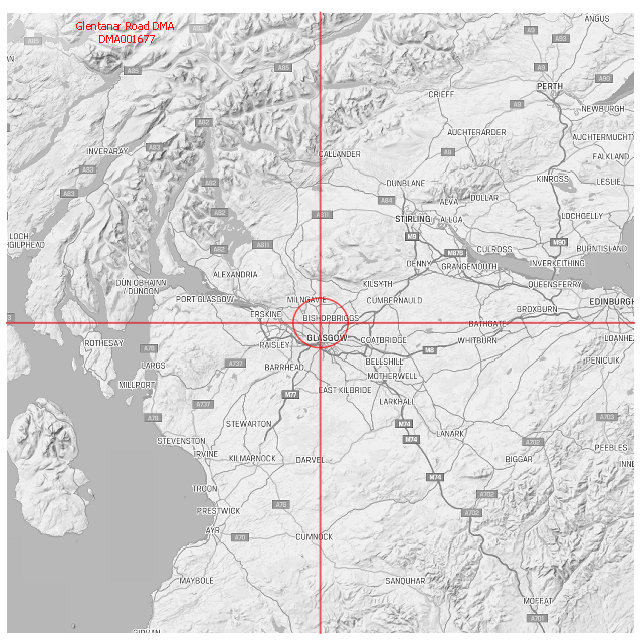 Glentanar Road DMA
DMA001677
ANGUS
A85
A9
A93
A85
A85
A9
PERTH
A90
CRIEFF
A9
NEWBURGH
A82
AUCHTERARDER
AUCHTERMUCHTY
INVERARAY
A83
CALLANDER
A9
FALKLAND
A82
DUNBLANE
KINROSS
LESLIE
A83
A84
ALVA
DOLLAR
A82
A811
STIRLING
ALLOA
LOCHGELLY
LOCH
GILPHEAD
A82
A811
M9
M90
CULROSS
BURNTISLAND
M876
DENNY
GRANGEMOUTH
INVERKEITHING
ALEXANDRIA
DUNOBHAINN
/ DUNOON
KILSYTH
QUEENSFERRY
PORT GLASGOW
MILNGAVIE
CUMBERNAULD
EDINBURGH
ERSKINE
BISHOPBRIGGS
BROXBURN
BATHGATE
ROTHESAY
A78
PAISLEY
GLASGOW
COATBRIDGE
WHITBURN
LOANHE
M8
LARGS
A737
BARRHEAD
BELLSHILL
PENICUIK
MILLPORT
MOTHERWELL
EAST KILBRIDE
M77
A78
A737
LARKHALL
A703
STEWARTON
M74
STEVENSTON
M74
LANARK
A702
PEEBLES
IRVINE
KILMARNOCK
DARVEL
BIGGAR
INNE
M74
TROON
A702
A76
PRESTWICK
A702
AYR
A70
CUMNOCK
MAYBOLE
SANQUHAR
MOFFAT
A701
GIRVAN